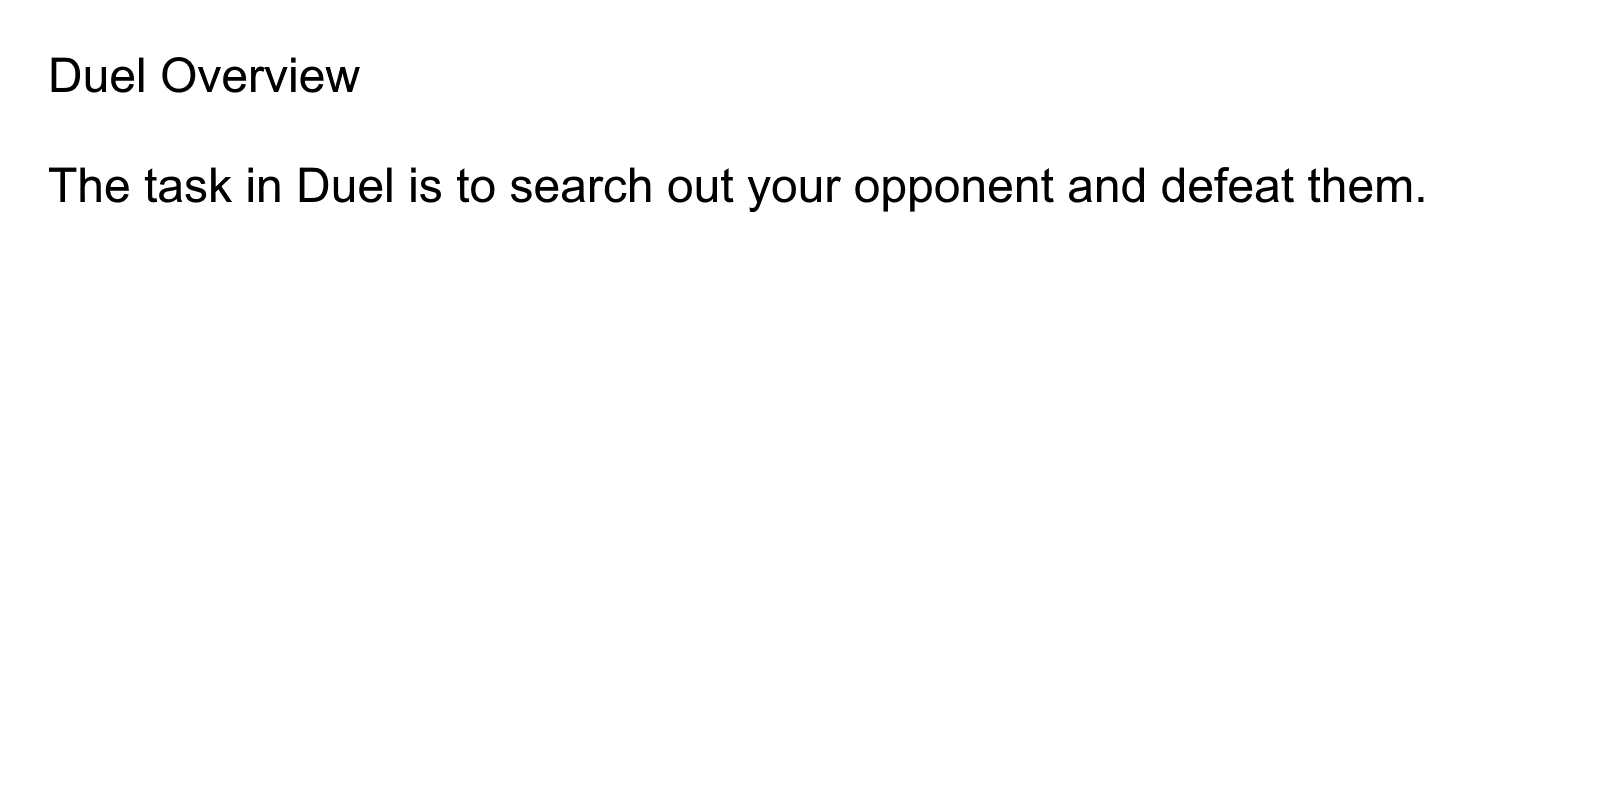 Duel Overview
The task in Duel is to search out your opponent and defeat them.